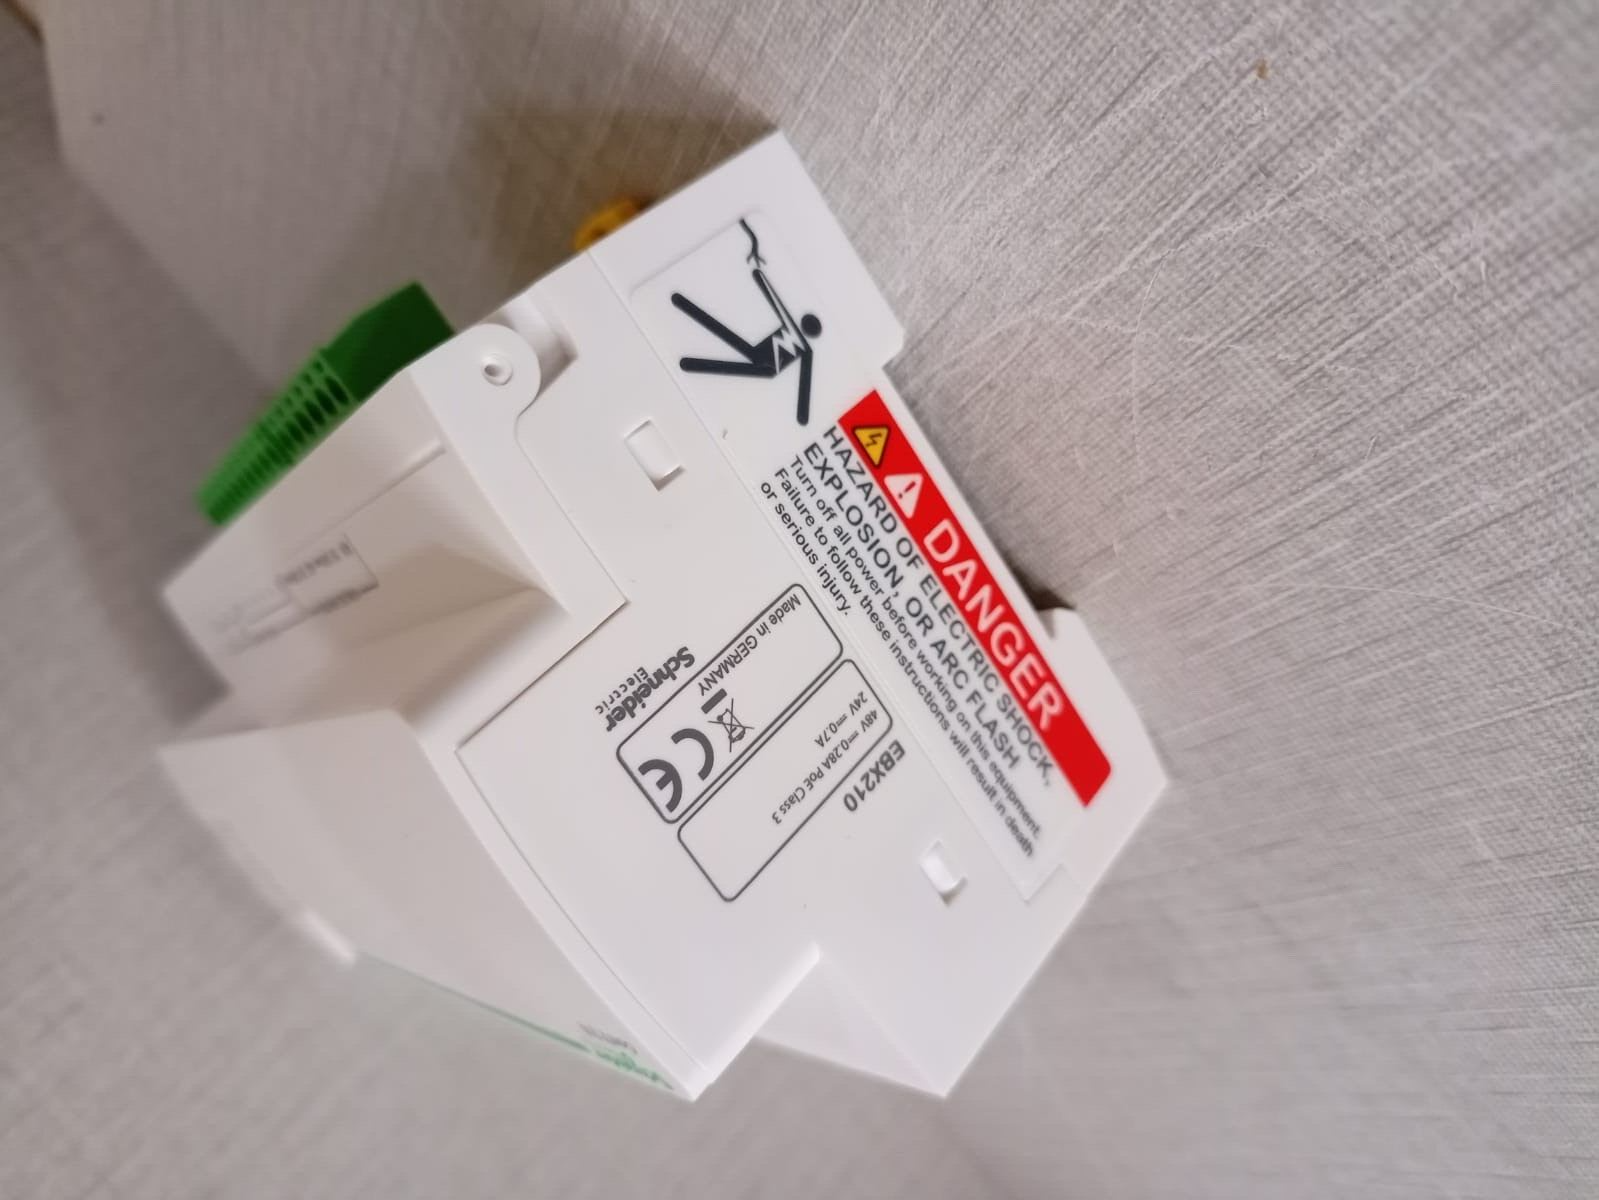 DANGER
HAZARD OF ELECTRIC SHOCK,
EXPLOSION, OR ARC FLASH
Turn off all power before working on this equipment.
Failure to follow these instructions will result in death
or serious injury.
EBX210
48V ⎓0.28A PoE Class 3
24V ⎓0.7A
Made in GERMANY
CE
Schneider
Electric